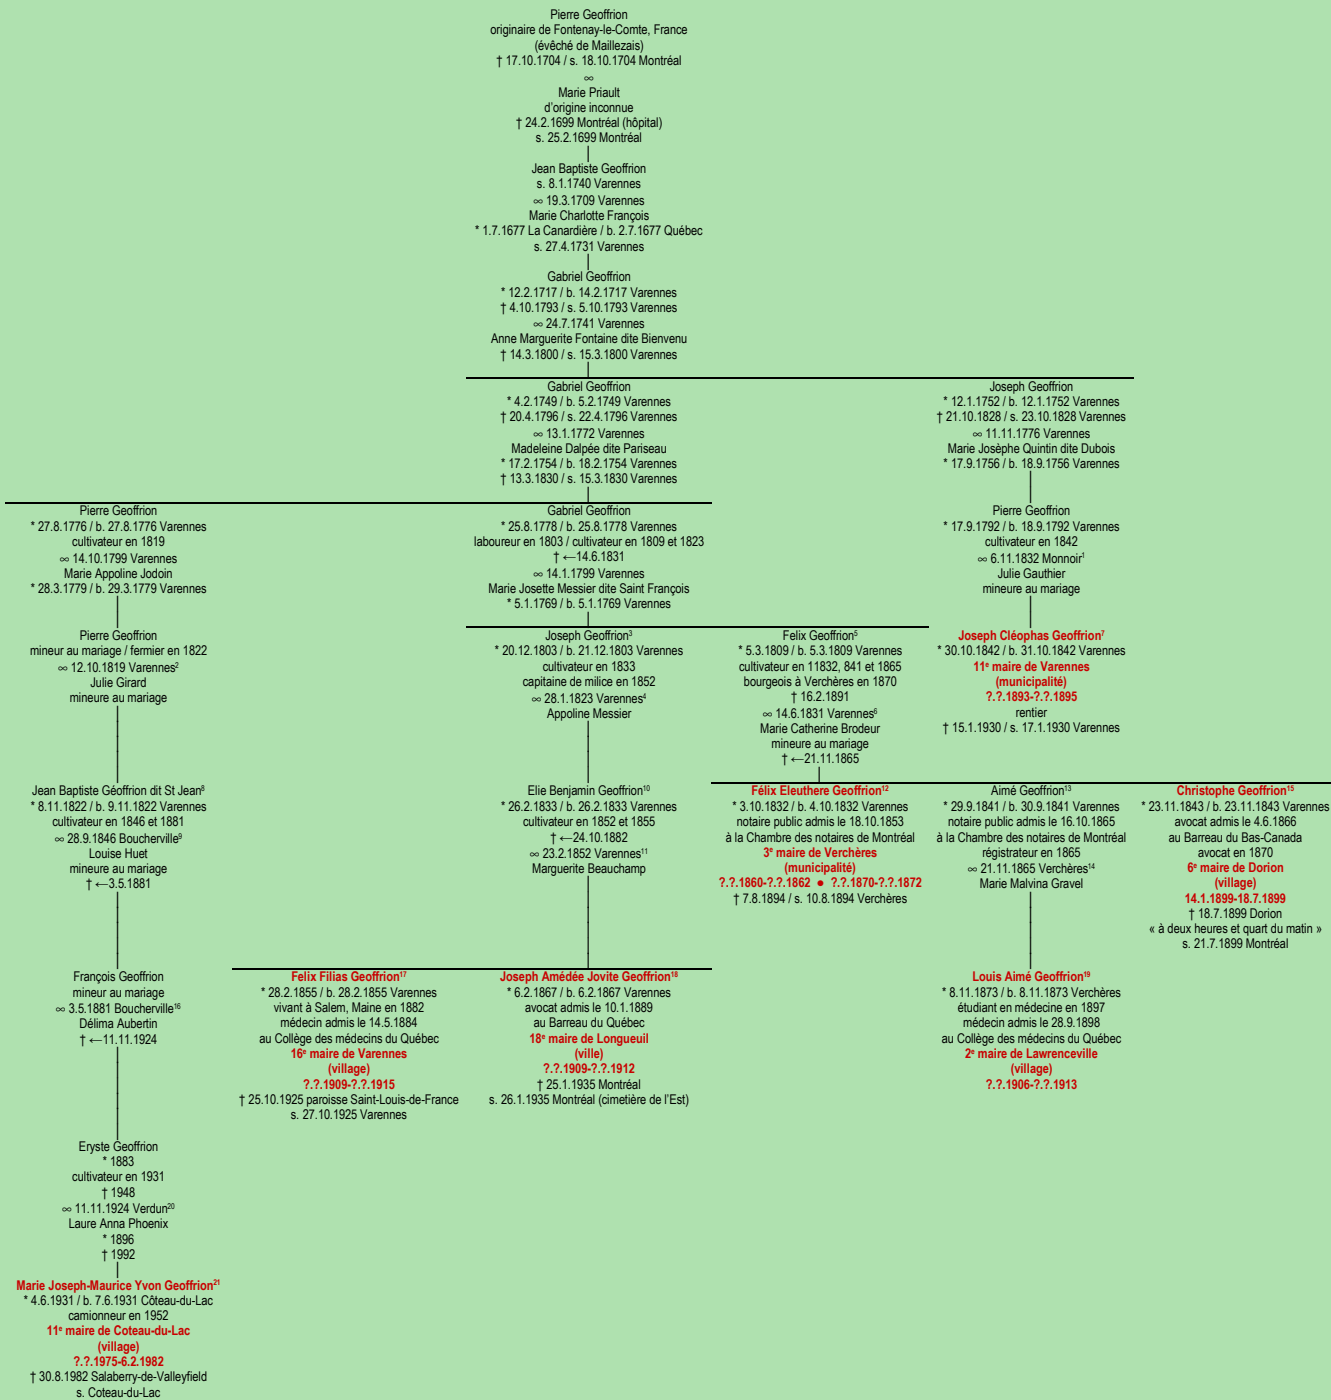 Pierre Geoffrion
originaire de Fontenay-le-Comte, France
(évêché de Maillezais)
† 17.10.1704 / s. 18.10.1704 Montréal
∞
Marie Priault
d'origine inconnue
† 24.2.1699 Montréal (hôpital)
s. 25.2.1699 Montréal
Jean Baptiste Geoffrion
s. 8.1.1740 Varennes
∞ 19.3.1709 Varennes
Marie Charlotte François
* 1.7.1677 La Canardière / b. 2.7.1677 Québec
s. 27.4.1731 Varennes
Gabriel Geoffrion
* 12.2.1717 / b. 14.2.1717 Varennes
† 4.10.1793 / s. 5.10.1793 Varennes
∞ 24.7.1741 Varennes
Anne Marguerite Fontaine dite Bienvenu
† 14.3.1800 / s. 15.3.1800 Varennes
Gabriel Geoffrion
* 4.2.1749 / b. 5.2.1749 Varennes
† 20.4.1796 / s. 22.4.1796 Varennes
∞ 13.1.1772 Varennes
Madeleine Dalpée dite Pariseau
* 17.2.1754 / b. 18.2.1754 Varennes
† 13.3.1830 / s. 15.3.1830 Varennes
Joseph Geoffrion
* 12.1.1752 / b. 12.1.1752 Varennes
† 21.10.1828 / s. 23.10.1828 Varennes
∞ 11.11.1776 Varennes
Marie Josèphe Quintin dite Dubois
* 17.9.1756 / b. 18.9.1756 Varennes
Pierre Geoffrion
* 27.8.1776 / b. 27.8.1776 Varennes
cultivateur en 1819
∞ 14.10.1799 Varennes
Marie Appoline Jodoin
* 28.3.1779 / b. 29.3.1779 Varennes
Gabriel Geoffrion
* 25.8.1778 / b. 25.8.1778 Varennes
laboureur en 1803 / cultivateur en 1809 et 1823
† ←14.6.1831
∞ 14.1.1799 Varennes
Marie Josette Messier dite Saint François
* 5.1.1769 / b. 5.1.1769 Varennes
Pierre Geoffrion
* 17.9.1792 / b. 18.9.1792 Varennes
cultivateur en 1842
∞ 6.11.1832 Monnoir¹
Julie Gauthier
mineure au mariage
Pierre Geoffrion
mineur au mariage / fermier en 1822
∞ 12.10.1819 Varennes²
Julie Girard
mineure au mariage
Joseph Geoffrion³
* 20.12.1803 / b. 21.12.1803 Varennes
cultivateur en 1833
capitaine de milice en 1852
∞ 28.1.1823 Varennes⁴
Appoline Messier
Felix Geoffrion⁵
* 5.3.1809 / b. 5.3.1809 Varennes
cultivateur en 11832, 841 et 1865
bourgeois à Verchères en 1870
† 16.2.1891
∞ 14.6.1831 Varennes⁶
Marie Catherine Brodeur
mineure au mariage
† ←21.11.1865
Joseph Cléophas Geoffrion⁷
* 30.10.1842 / b. 31.10.1842 Varennes
11ᵉ maire de Varennes
(municipalité)
?.?.1893-?.?.1895
rentier
† 15.1.1930 / s. 17.1.1930 Varennes
Jean Baptiste Géoffrion dit St Jean⁸
* 8.11.1822 / b. 9.11.1822 Varennes
cultivateur en 1846 et 1881
∞ 28.9.1846 Boucherville⁹
Louise Huet
mineure au mariage
† ←3.5.1881
Elie Benjamin Geoffrion¹⁰
* 26.2.1833 / b. 26.2.1833 Varennes
cultivateur en 1852 et 1855
† ←24.10.1882
∞ 23.2.1852 Varennes¹¹
Marguerite Beauchamp
Félix Eleuthere Geoffrion¹²
* 3.10.1832 / b. 4.10.1832 Varennes
notaire public admis le 18.10.1853
à la Chambre des notaires de Montréal
3ᵉ maire de Verchères
(municipalité)
?.?.1860-?.?.1862 ● ?.?.1870-?.?.1872
† 7.8.1894 / s. 10.8.1894 Verchères
Aimé Geoffrion¹³
* 29.9.1841 / b. 30.9.1841 Varennes
notaire public admis le 16.10.1865
à la Chambre des notaires de Montréal
régistrateur en 1865
∞ 21.11.1865 Verchères¹⁴
Marie Malvina Gravel
Christophe Geoffrion¹⁵
* 23.11.1843 / b. 23.11.1843 Varennes
avocat admis le 4.6.1866
au Barreau du Bas-Canada
avocat en 1870
6ᵉ maire de Dorion
(village)
14.1.1899-18.7.1899
† 18.7.1899 Dorion
« à deux heures et quart du matin »
s. 21.7.1899 Montréal
François Geoffrion
mineur au mariage
∞ 3.5.1881 Boucherville¹⁶
Délima Aubertin
† ←11.11.1924
Felix Filias Geoffrion¹⁷
* 28.2.1855 / b. 28.2.1855 Varennes
vivant à Salem, Maine en 1882
médecin admis le 14.5.1884
au Collège des médecins du Québec
16ᵉ maire de Varennes
(village)
?.?.1909-?.?.1915
† 25.10.1925 paroisse Saint-Louis-de-France
s. 27.10.1925 Varennes
Joseph Amédée Jovite Geoffrion¹⁸
* 6.2.1867 / b. 6.2.1867 Varennes
avocat admis le 10.1.1889
au Barreau du Québec
18ᵉ maire de Longueuil
(ville)
?.?.1909-?.?.1912
† 25.1.1935 Montréal
s. 26.1.1935 Montréal (cimetière de l'Est)
Louis Aimé Geoffrion¹⁹
* 8.11.1873 / b. 8.11.1873 Verchères
étudiant en médecine en 1897
médecin admis le 28.9.1898
au Collège des médecins du Québec
2ᵉ maire de Lawrenceville
(village)
?.?.1906-?.?.1913
Eryste Geoffrion
* 1883
cultivateur en 1931
† 1948
∞ 11.11.1924 Verdun²⁰
Laure Anna Phoenix
* 1896
† 1992
Marie Joseph-Maurice Yvon Geoffrion²¹
* 4.6.1931 / b. 7.6.1931 Côteau-du-Lac
camionneur en 1952
11ᵉ maire de Coteau-du-Lac
(village)
?.?.1975-6.2.1982
† 30.8.1982 Salaberry-de-Valleyfield
s. Coteau-du-Lac